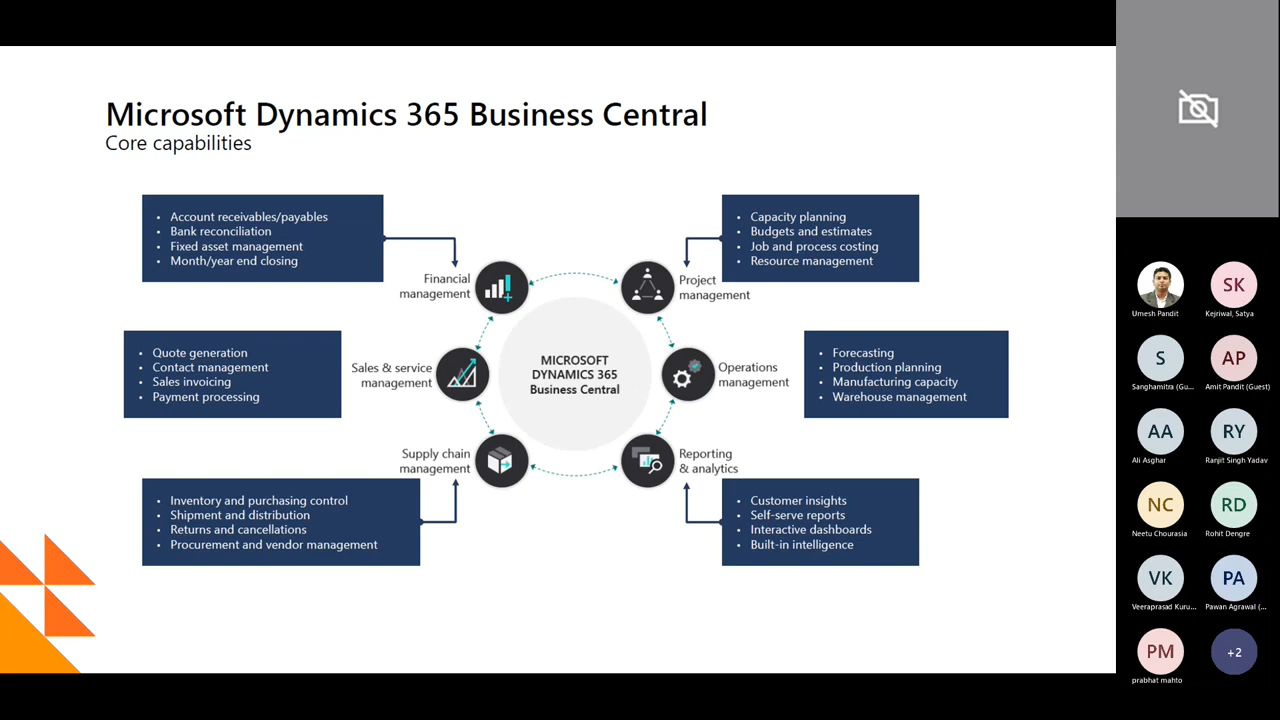 Microsoft Dynamics 365 Business Central
Core capabilities
• Account receivables/payables
• Bank reconciliation
• Fixed asset management
• Month/year end closing
Financial
management
• Capacity planning
• Budgets and estimates
• Job and process costing
• Resource management
Project
management
• Quote generation
• Contact management
• Sales invoicing
• Payment processing
Sales & service
management
MICROSOFT
DYNAMICS 365
Business Central
Operations
management
• Forecasting
• Production planning
• Manufacturing capacity
• Warehouse management
Supply chain
management
• Inventory and purchasing control
• Shipment and distribution
• Returns and cancellations
• Procurement and vendor management
Reporting
& analytics
• Customer insights
• Self-serve reports
• Interactive dashboards
• Built-in intelligence
Umesh Pandit
SK
Kejriwal, Satya
S
Sanghamitra (Gu...
AP
Amit Pandit (Guest)
AA
Ali Asghar
RY
Ranjit Singh Yadav
NC
Neetu Chourasia
RD
Rohit Dengre
VK
Veeraprasad Kuru...
PA
Pawan Agrawal (...
PM
prabhat mahto
+2